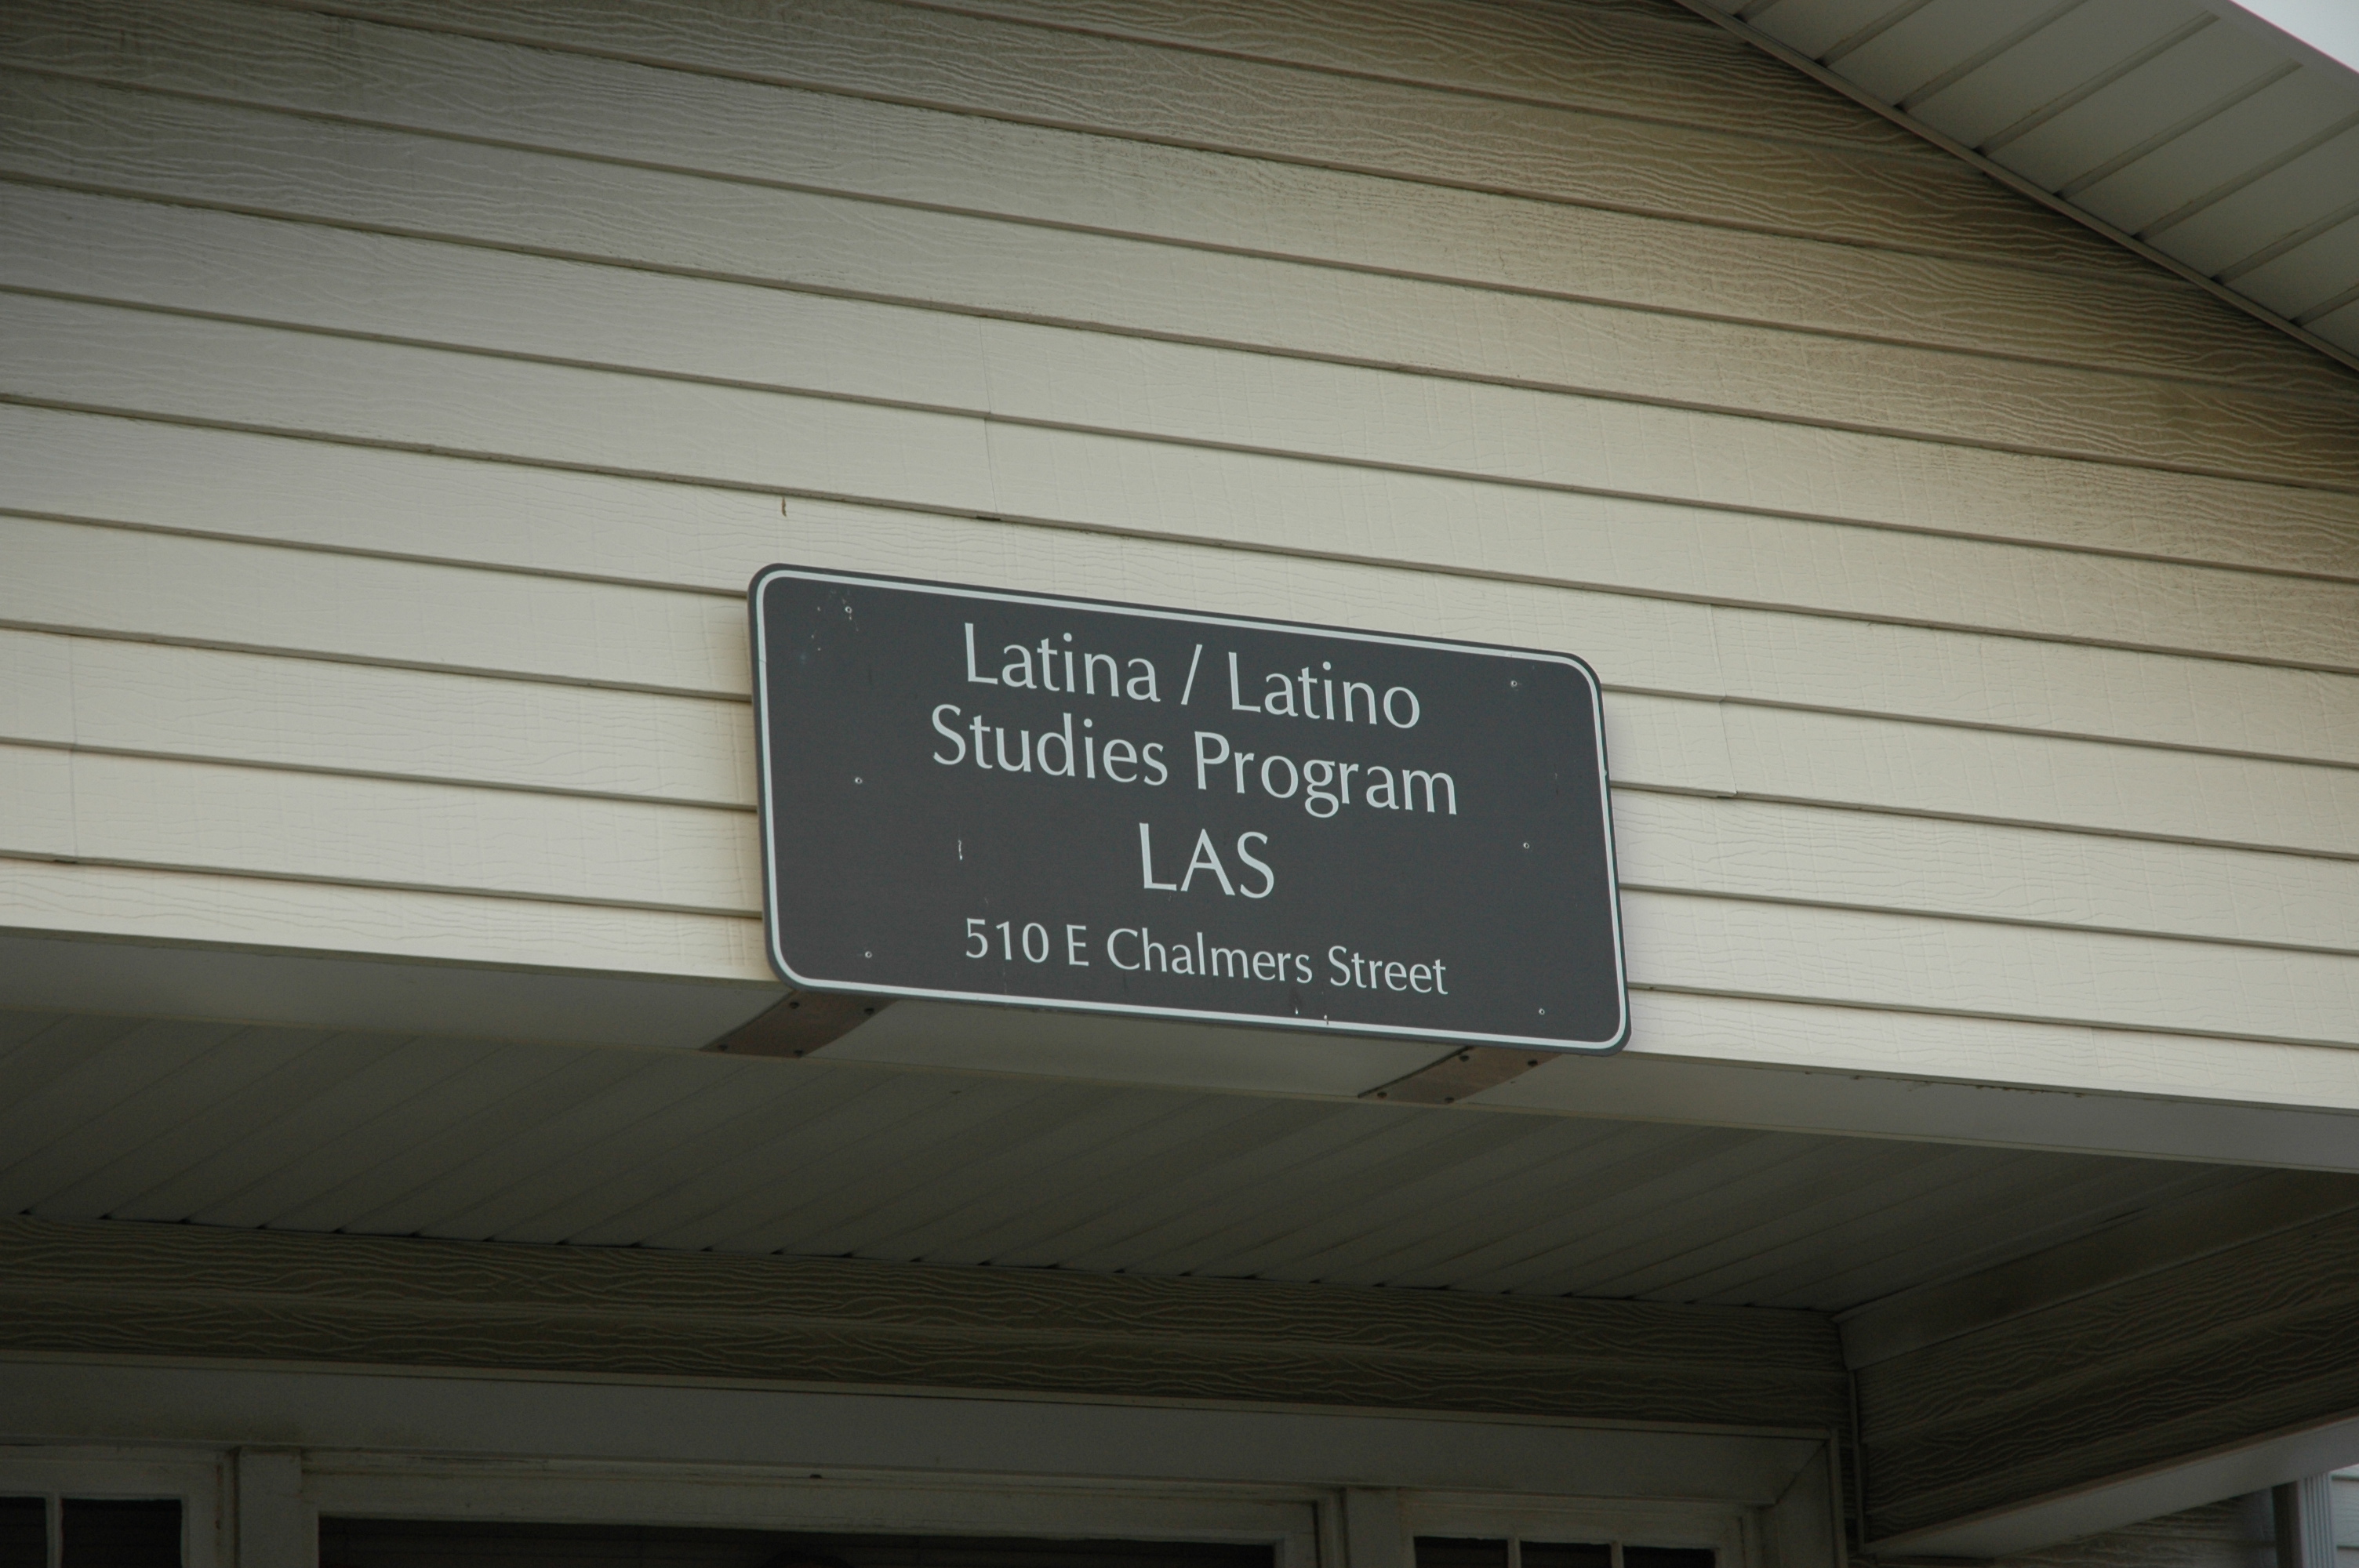 Latina / Latino
Studies Program
LAS
510 E Chalmers Street